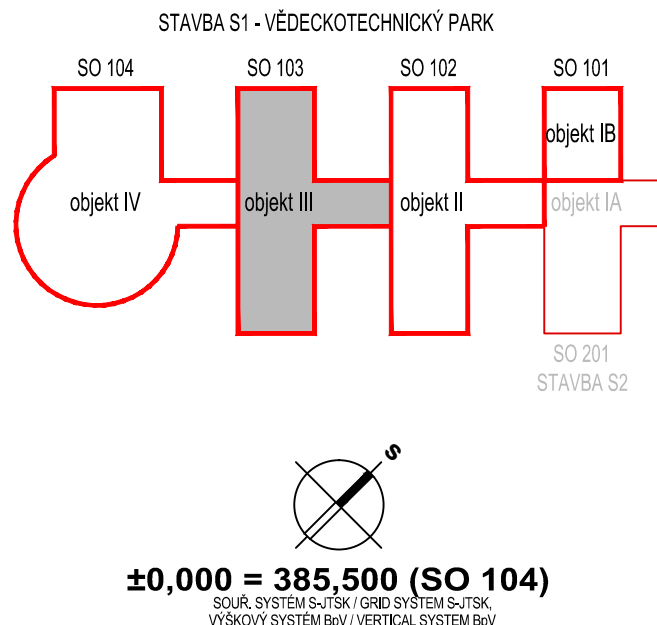 STAVBA S1 - VĚDECKOTECHNICKÝ PARK
SO 104
SO 103
SO 102
SO 101
objekt IB
objekt IV
objekt III
objekt II
objekt IA
SO 201
STAVBA S2
S
±0,000 = 385,500 (SO 104)
SOUŘ. SYSTÉM S-JTSK / GRID SYSTEM S-JTSK,
VÝŠKOVÝ SYSTÉM BpV / VERTICAL SYSTEM BpV